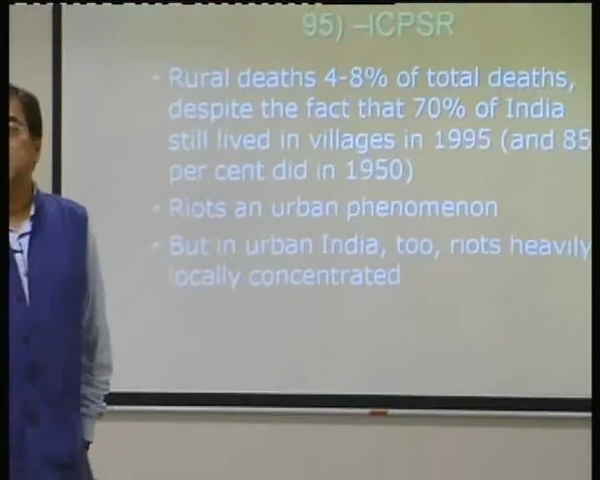 95) –ICPSR
- Rural deaths 4-8% of total deaths,
despite the fact that 70% of India
still lived in villages in 1995 (and 85
per cent did in 1950)
- Riots an urban phenomenon
- But in urban India, too, riots heavily
locally concentrated